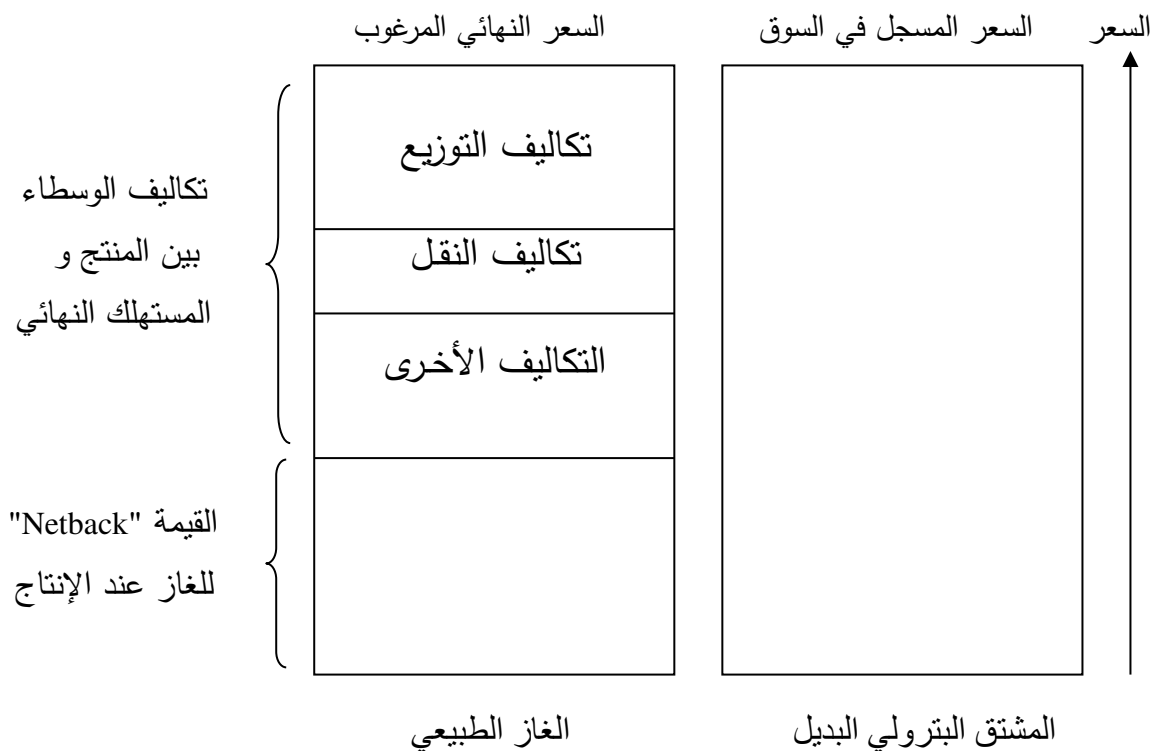 السعر
السعر المسجل في السوق
السعر النهائي المرغوب
تكاليف التوزيع
تكاليف النقل
التكاليف الأخرى
تكاليف الوسطاء
بين المنتج و
المستهلك النهائي
القيمة "Netback"
للغاز عند الإنتاج
المشتق البترولي البديل
الغاز الطبيعي